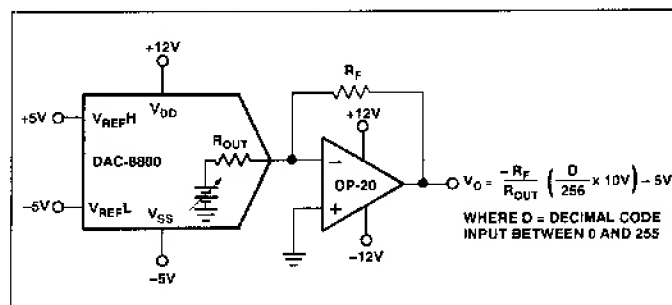 +12V
+5V
V_REFH
V_DD
DAC-8800
R_OUT
-5V
V_REFL
V_SS
-5V
R_F
+12V
−
OP-20
+
-12V
V_O = -R_F/R_OUT (D/256 × 10V) - 5V
WHERE D = DECIMAL CODE
INPUT BETWEEN 0 AND 255